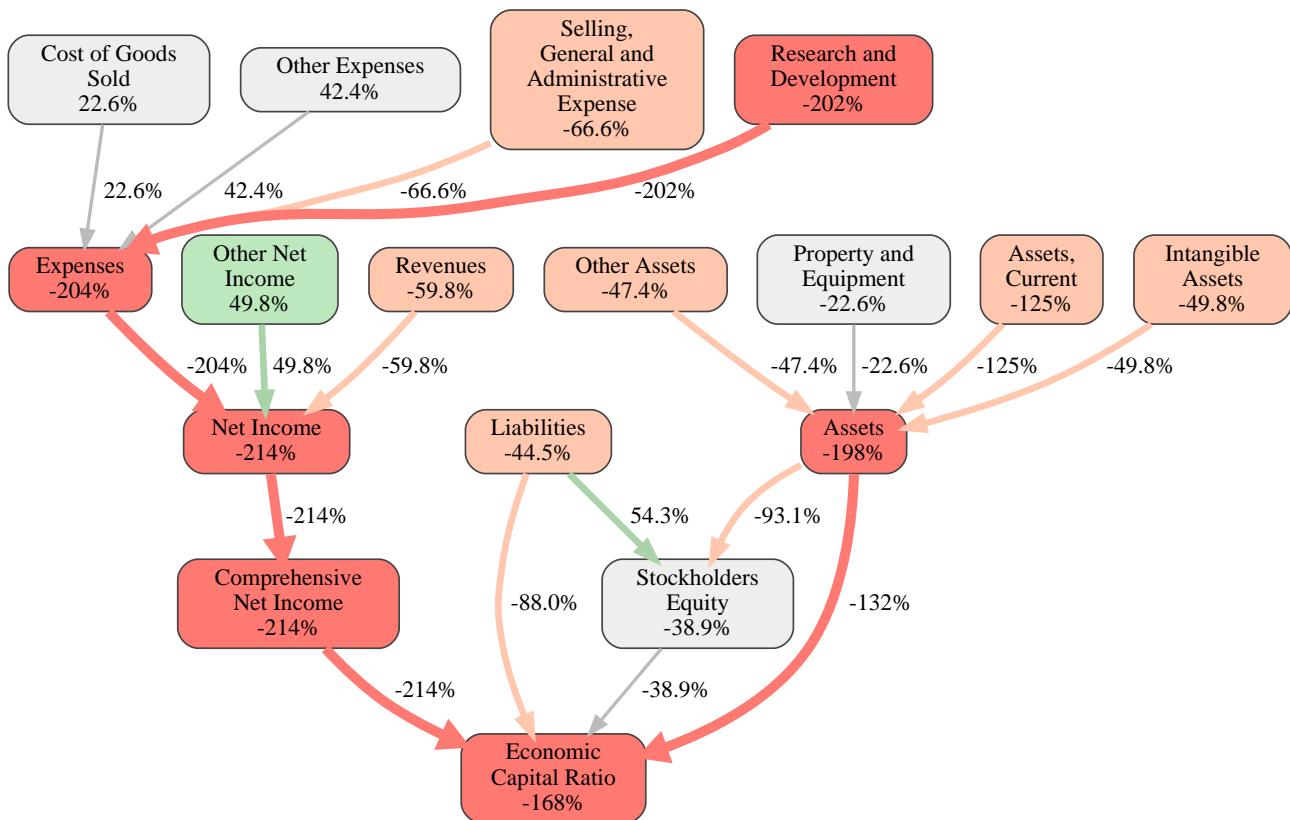 Cost of Goods
Sold
22.6%
Other Expenses
42.4%
Selling,
General and
Administrative
Expense
-66.6%
Research and
Development
-202%
22.6%
42.4%
-66.6%
-202%
Expenses
-204%
Other Net
Income
49.8%
Revenues
-59.8%
Other Assets
-47.4%
Property and
Equipment
-22.6%
Assets,
Current
-125%
Intangible
Assets
-49.8%
-204%
49.8%
-59.8%
-47.4%
-22.6%
-125%
-49.8%
Net Income
-214%
Liabilities
-44.5%
Assets
-198%
-214%
54.3%
-93.1%
Comprehensive
Net Income
-214%
-88.0%
Stockholders
Equity
-38.9%
-132%
-214%
-38.9%
Economic
Capital Ratio
-168%